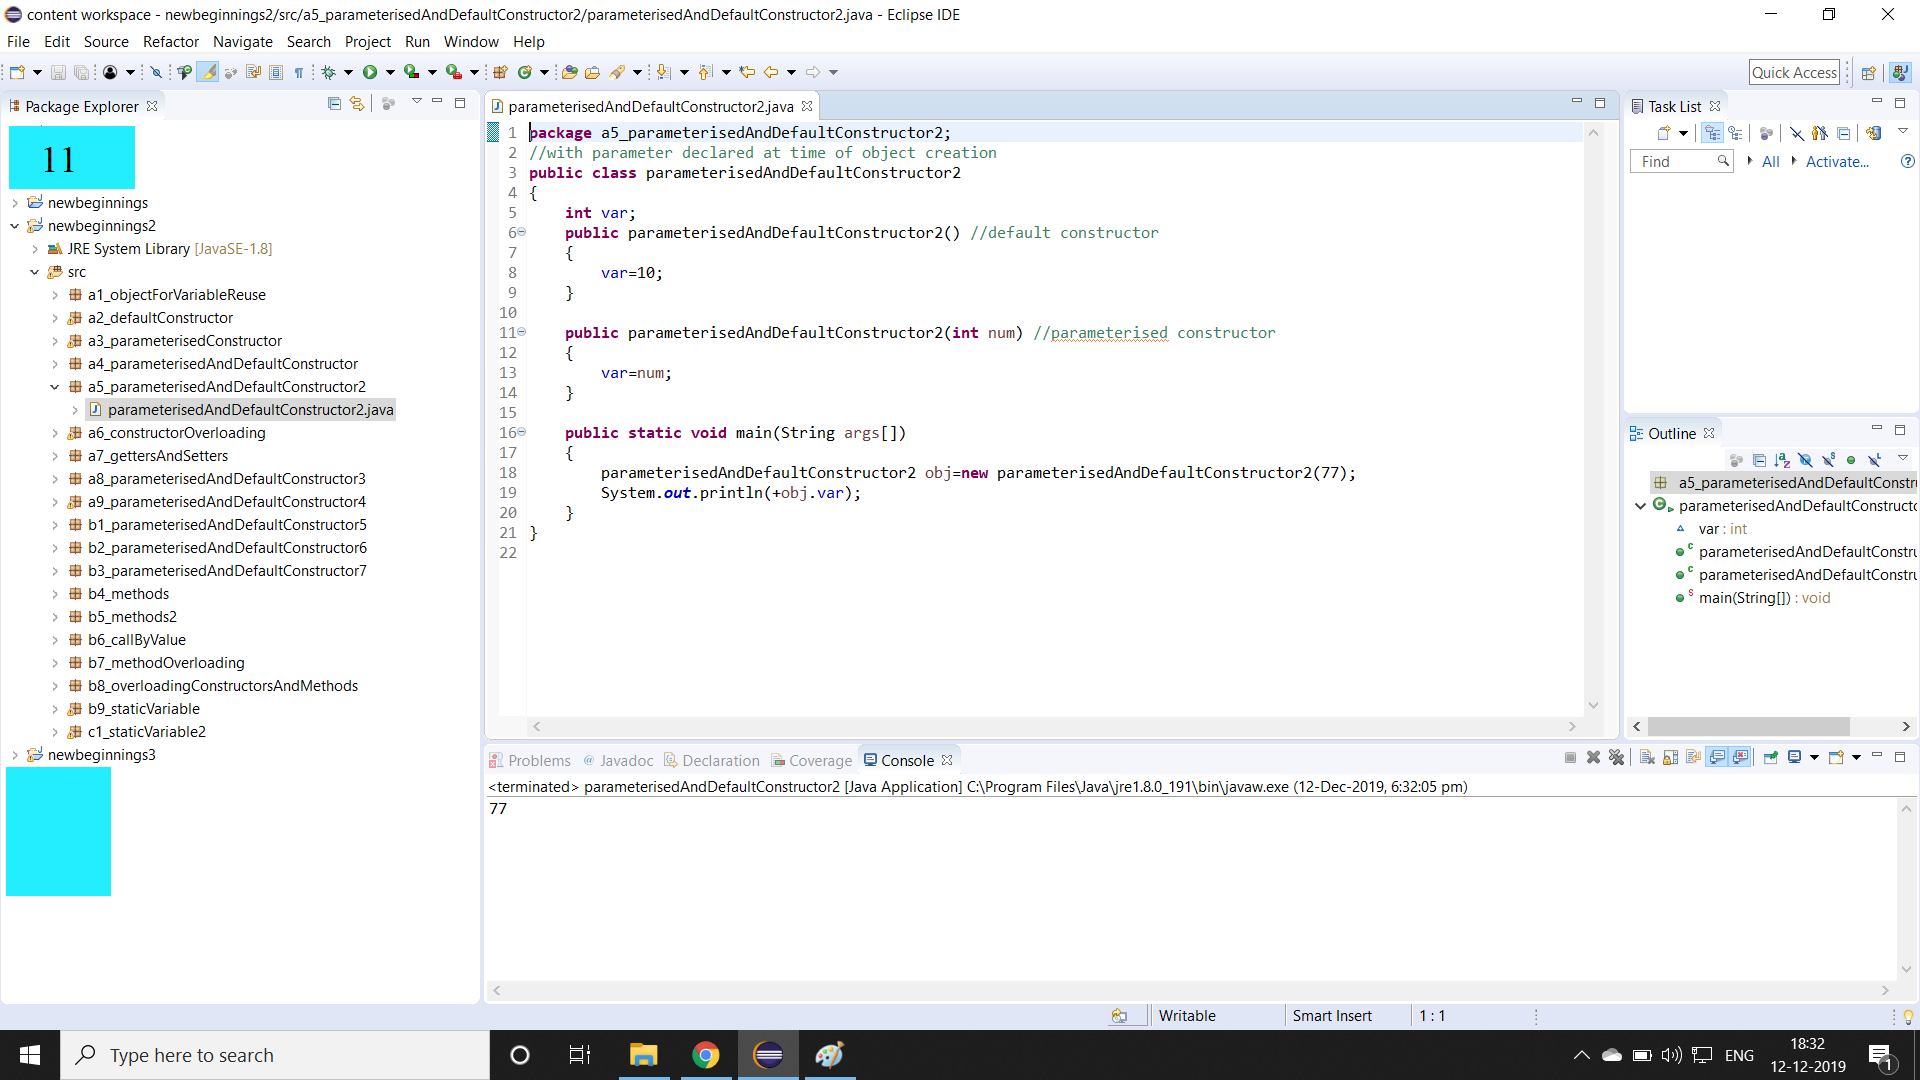 content workspace - newbeginnings2/src/a5_parameterisedAndDefaultConstructor2/parameterisedAndDefaultConstructor2.java - Eclipse IDE
File Edit Source Refactor Navigate Search Project Run Window Help
Quick Access
Package Explorer
11
newbeginnings
newbeginnings2
JRE System Library [JavaSE-1.8]
src
a1_objectForVariableReuse
a2_defaultConstructor
a3_parameterisedConstructor
a4_parameterisedAndDefaultConstructor
a5_parameterisedAndDefaultConstructor2
parameterisedAndDefaultConstructor2.java
a6_constructorOverloading
a7_gettersAndSetters
a8_parameterisedAndDefaultConstructor3
a9_parameterisedAndDefaultConstructor4
b1_parameterisedAndDefaultConstructor5
b2_parameterisedAndDefaultConstructor6
b3_parameterisedAndDefaultConstructor7
b4_methods
b5_methods2
b6_callByValue
b7_methodOverloading
b8_overloadingConstructorsAndMethods
b9_staticVariable
c1_staticVariable2
newbeginnings3
parameterisedAndDefaultConstructor2.java
1 package a5_parameterisedAndDefaultConstructor2;
2 //with parameter declared at time of object creation
3 public class parameterisedAndDefaultConstructor2
4 {
5 int var;
6 public parameterisedAndDefaultConstructor2() //default constructor
7 {
8 var=10;
9 }
10
11 public parameterisedAndDefaultConstructor2(int num) //parameterised constructor
12 {
13 var=num;
14 }
15
16 public static void main(String args[])
17 {
18 parameterisedAndDefaultConstructor2 obj=new parameterisedAndDefaultConstructor2(77);
19 System.out.println(+obj.var);
20 }
21 }
22
Task List
Find All Activate...
Outline
a5_parameterisedAndDefaultConstr
parameterisedAndDefaultConstructo
var : int
parameterisedAndDefaultConstru
parameterisedAndDefaultConstru
main(String[]) : void
Problems @ Javadoc Declaration Coverage Console
<terminated> parameterisedAndDefaultConstructor2 [Java Application] C:\Program Files\Java\jre1.8.0_191\bin\javaw.exe (12-Dec-2019, 6:32:05 pm)
77
Writable Smart Insert 1 : 1
Type here to search
ENG
18:32
12-12-2019
1